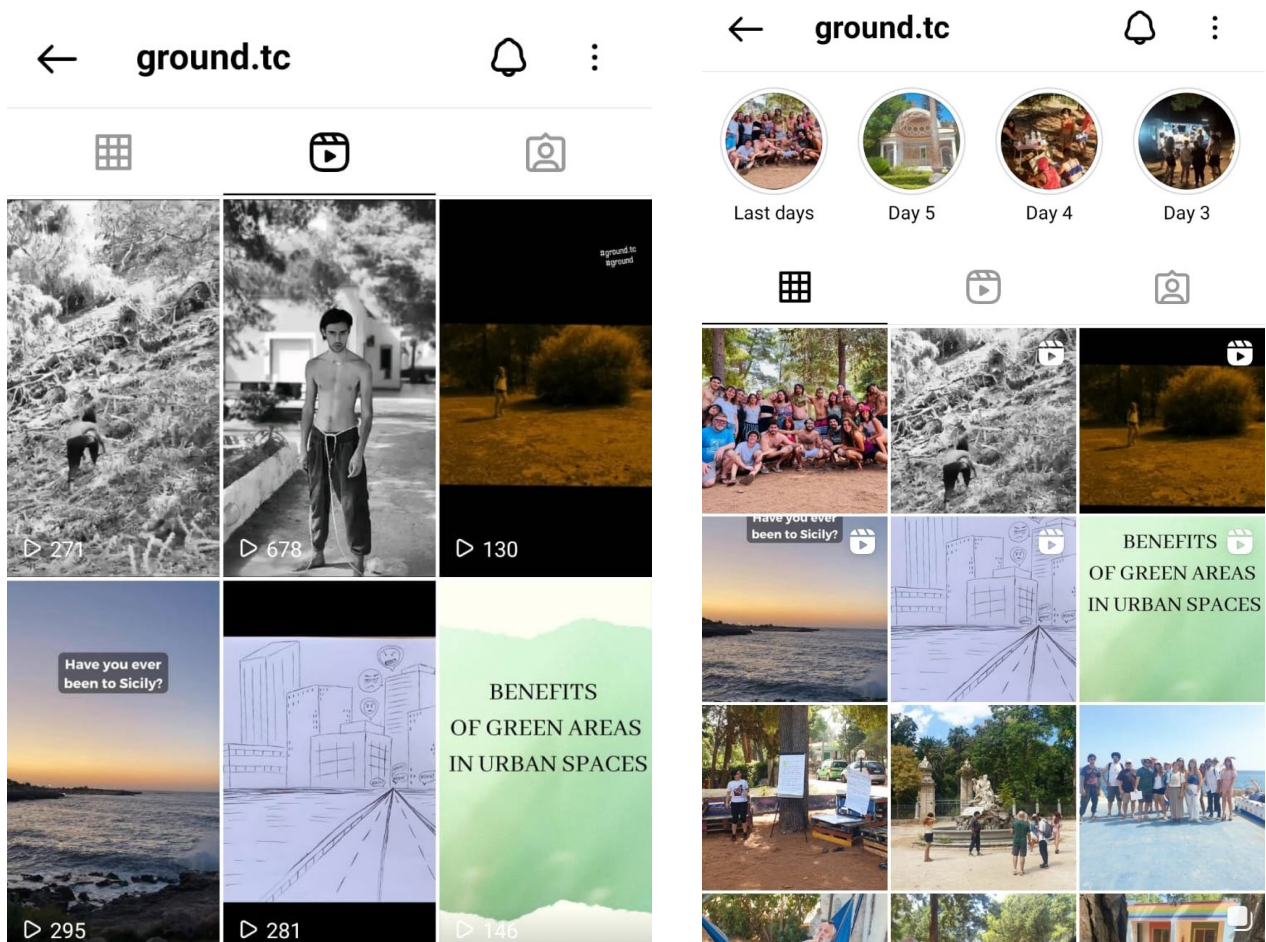 ground.tc
#ground.tc
#ground
271
678
130
Have you ever
been to Sicily?
BENEFITS
OF GREEN AREAS
IN URBAN SPACES
295
281
146
ground.tc
Last days
Day 5
Day 4
Day 3
Have you ever
been to Sicily?
BENEFITS
OF GREEN AREAS
IN URBAN SPACES